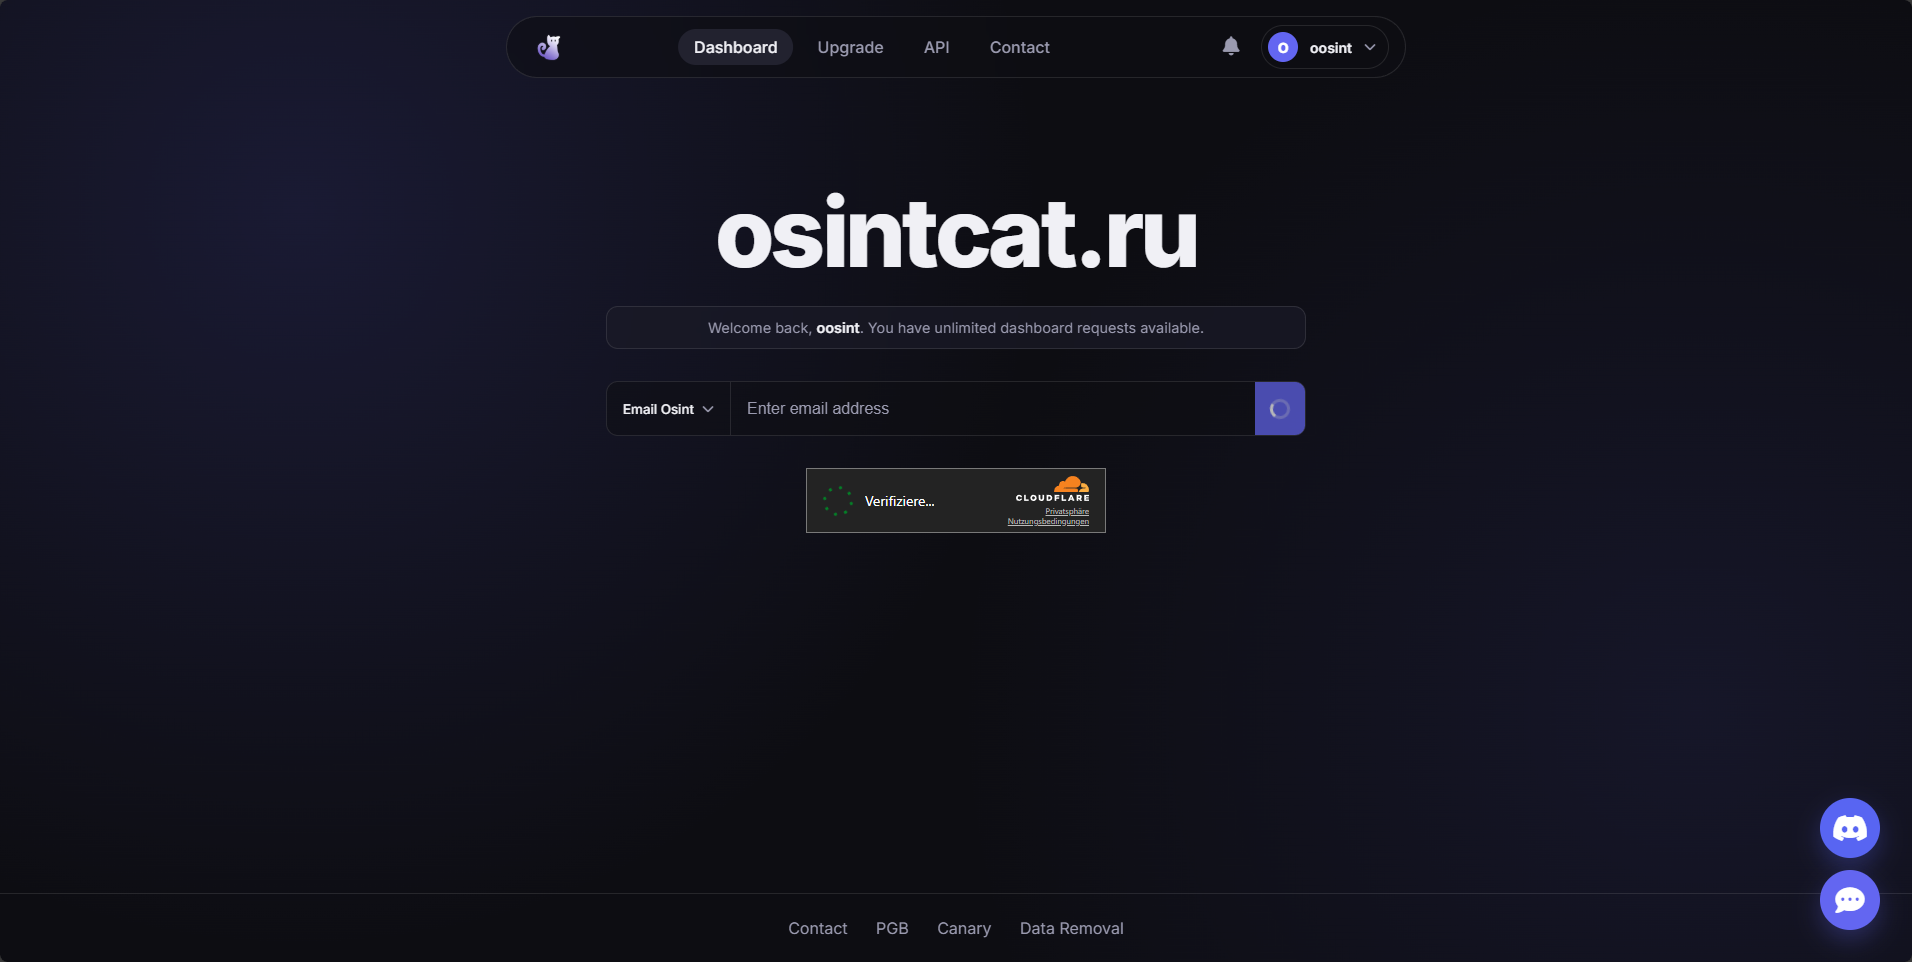 Dashboard
Upgrade
API
Contact
O
oosint
osintcat.ru
Welcome back, oosint. You have unlimited dashboard requests available.
Email Osint
Enter email address
Verifiziere...
CLOUDFLARE
Privatsphäre
Nutzungsbedingungen
Contact
PGB
Canary
Data Removal